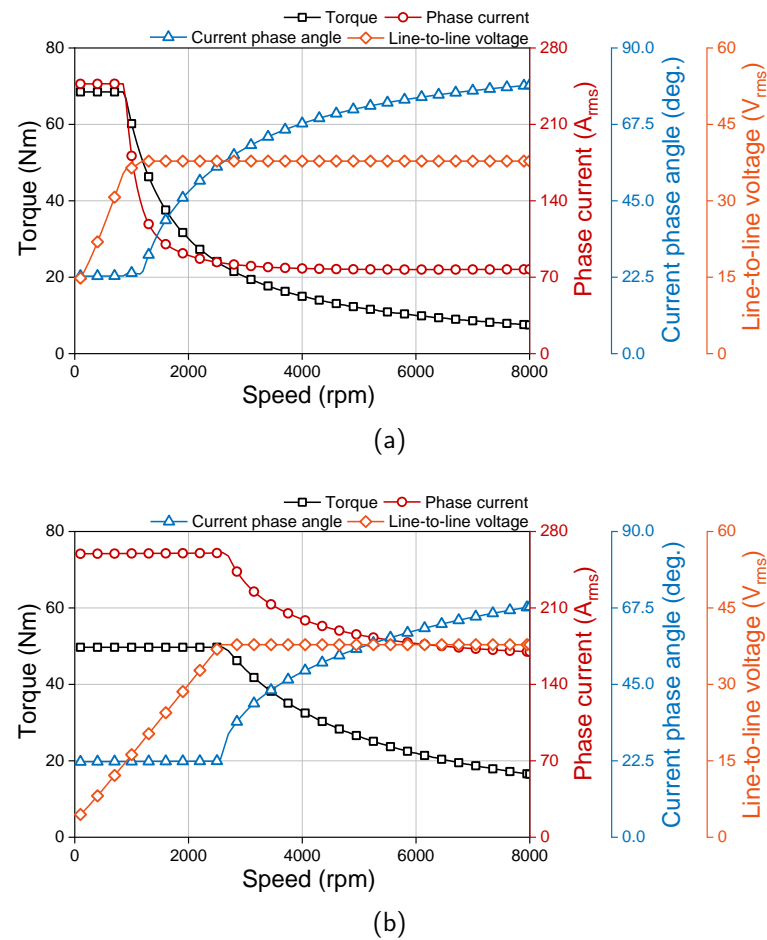 Torque Phase current
Current phase angle Line-to-line voltage
80
60
40
20
0
Torque (Nm)
0 2000 4000 6000 8000
Speed (rpm)
280
210
140
70
0
Phase current (Arms)
90.0
67.5
45.0
22.5
0.0
Current phase angle (deg.)
60
45
30
15
0
Line-to-line voltage (Vrms)
(a)
Torque Phase current
Current phase angle Line-to-line voltage
80
60
40
20
0
Torque (Nm)
0 2000 4000 6000 8000
Speed (rpm)
280
210
140
70
0
Phase current (Arms)
90.0
67.5
45.0
22.5
0.0
Current phase angle (deg.)
60
45
30
15
0
Line-to-line voltage (Vrms)
(b)